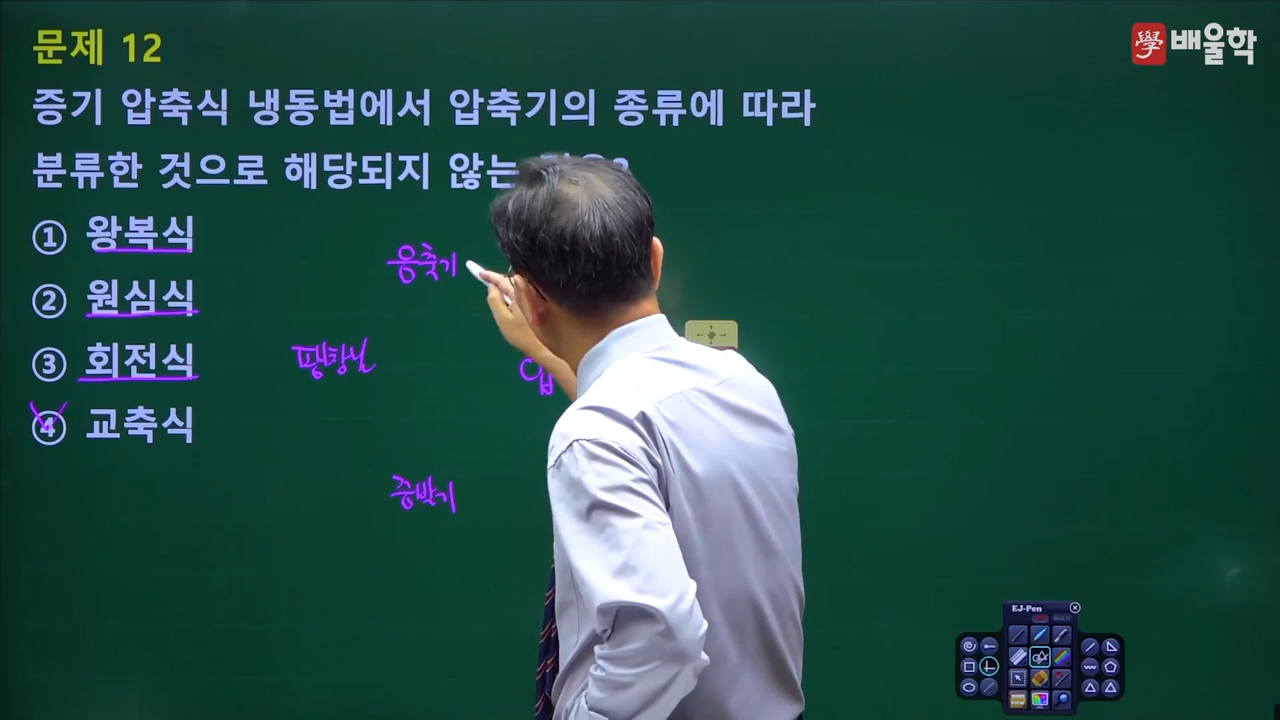 문제 12
學 배울학
증기 압축식 냉동법에서 압축기의 종류에 따라
분류한 것으로 해당되지 않는
① 왕복식
② 원심식
③ 회전식
④ 교축식
응축기
팽창닙
압
증발기
EJ-Pen